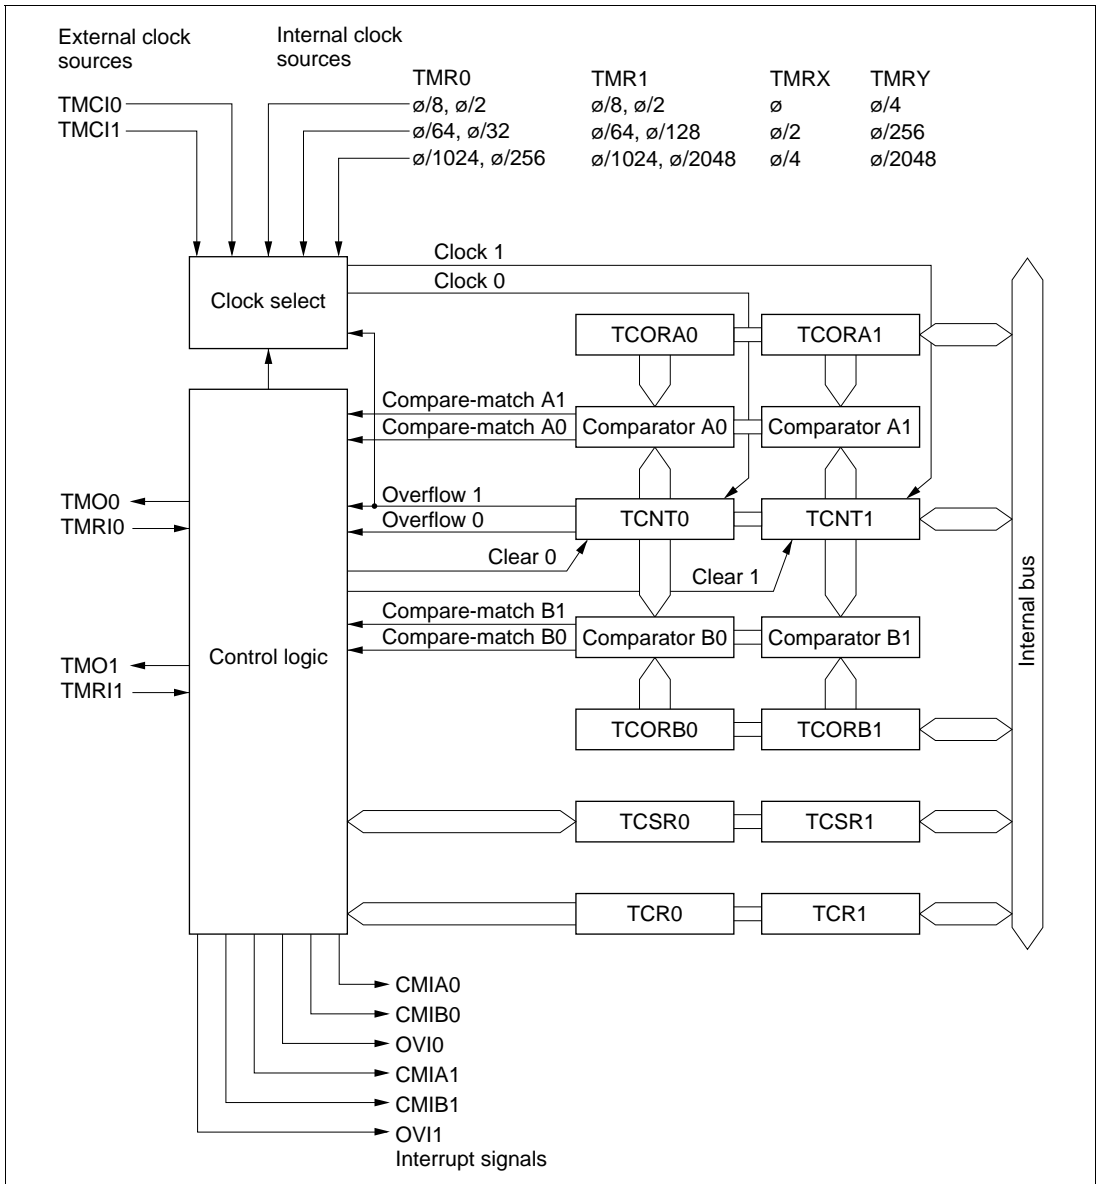 External clock
sources
Internal clock
sources
TMR0 TMR1 TMRX TMRY
TMCI0 ø/8, ø/2 ø/8, ø/2 ø ø/4
TMCI1 ø/64, ø/32 ø/64, ø/128 ø/2 ø/256
ø/1024, ø/256 ø/1024, ø/2048 ø/4 ø/2048
Clock 1
Clock 0
Clock select
TCORA0 TCORA1
Compare-match A1
Compare-match A0
Comparator A0 Comparator A1
TMO0
TMRI0
Overflow 1
Overflow 0
TCNT0 TCNT1
Clear 0
Clear 1
Internal bus
Compare-match B1
Compare-match B0
Comparator B0 Comparator B1
Control logic
TMO1
TMRI1
TCORB0 TCORB1
TCSR0 TCSR1
TCR0 TCR1
CMIA0
CMIB0
OVI0
CMIA1
CMIB1
OVI1
Interrupt signals